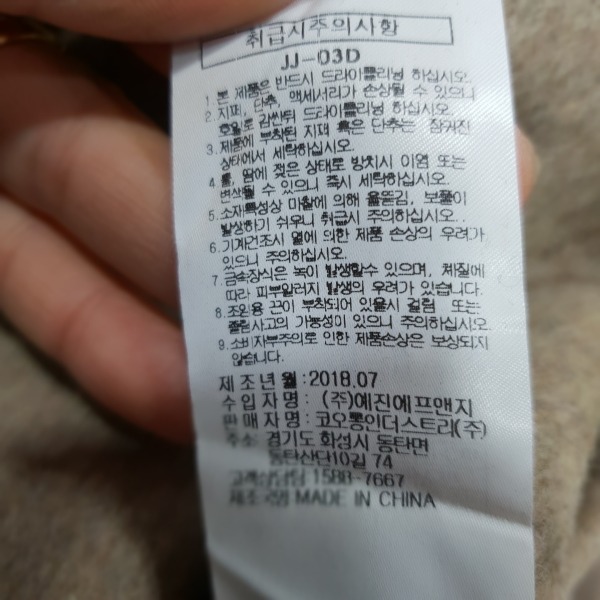 취급시주의사항
JJ-03D
1. 본 제품은 반드시 드라이클리닝 하십시오.
2. 지퍼, 단추, 액세서리가 손상될 수 있으니
호일로 감싼뒤 드라이클리닝 하십시오.
3. 제품에 부착된 지퍼 혹은 단추는 잠궈진
상태에서 세탁하십시오.
4. 물, 땀에 젖은 상태로 방치시 이염 또는
변색될 수 있으니 즉시 세탁하십시오.
5. 소재특성상 마찰에 의해 올뜯김, 보풀이
발생하기 쉬우니 취급시 주의하십시오..
6. 기계건조시 열에 의한 제품 손상의 우려가
있으니 주의하십시오.
7. 금속장식은 녹이 발생할수 있으며, 체질에
따라 피부알러지 발생의 우려가 있습니다.
8. 조임용 끈이 부착되어 있을시 걸림 또는
졸림사고의 가능성이 있으니 주의하십시오.
9. 소비자부주의로 인한 제품손상은 보상되지
않습니다.
제 조 년 월 : 2018.07
수 입 자 명 : (주)예진에프앤지
판 매 자 명 : 코오롱인더스트리(주)
주소: 경기도 화성시 동탄면
동탄산단10길 74
고객상담팀 1588-7667
제조국명 MADE IN CHINA